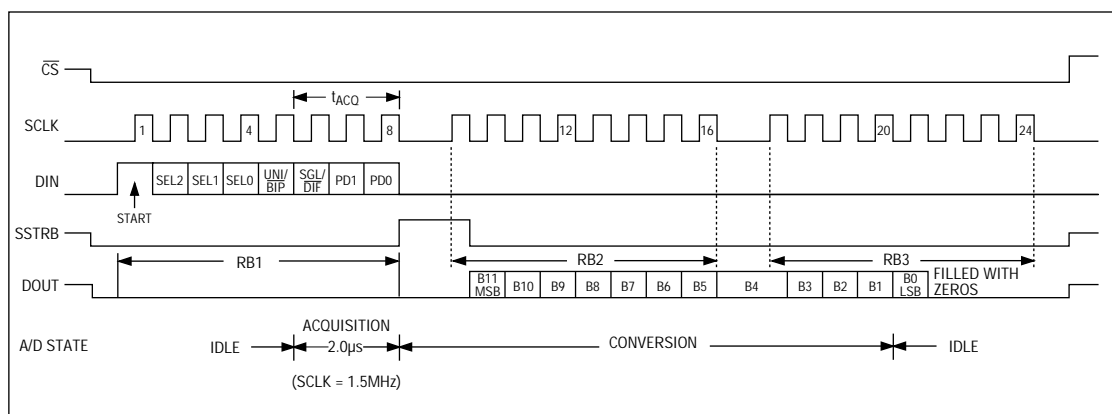 CS
tACQ
SCLK 1 4 8 12 16 20 24
DIN SEL2 SEL1 SEL0 UNI/ BIP SGL/ DIF PD1 PD0
START
SSTRB
RB1 RB2 RB3
DOUT B11 MSB B10 B9 B8 B7 B6 B5 B4 B3 B2 B1 B0 LSB FILLED WITH ZEROS
A/D STATE IDLE ACQUISITION 2.0µs CONVERSION IDLE
(SCLK = 1.5MHz)